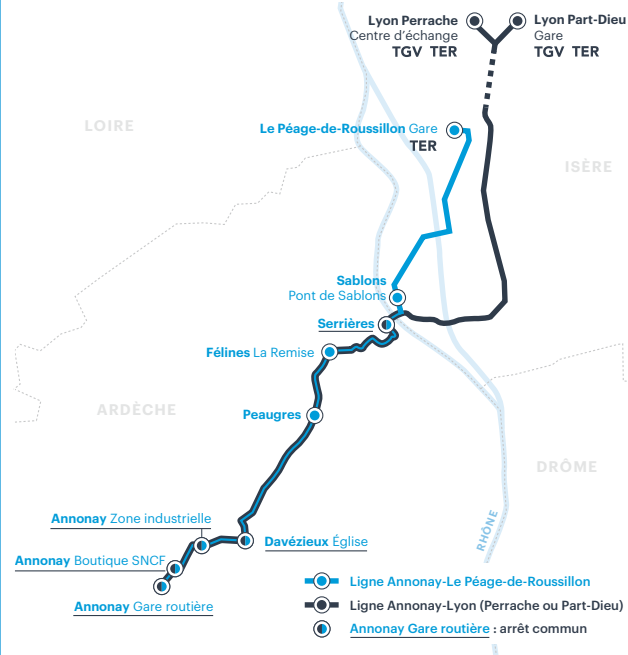 Lyon Perrache
Centre d'échange
TGV TER
Lyon Part-Dieu
Gare
TGV TER
LOIRE
Le Péage-de-Roussillon Gare
TER
ISÈRE
Sablons
Pont de Sablons
Serrières
Félines La Remise
ARDÈCHE
Peaugres
DRÔME
Annonay Zone industrielle
RHÔNE
Davézieux Église
Annonay Boutique SNCF
Annonay Gare routière
Ligne Annonay-Le Péage-de-Roussillon
Ligne Annonay-Lyon (Perrache ou Part-Dieu)
Annonay Gare routière : arrêt commun